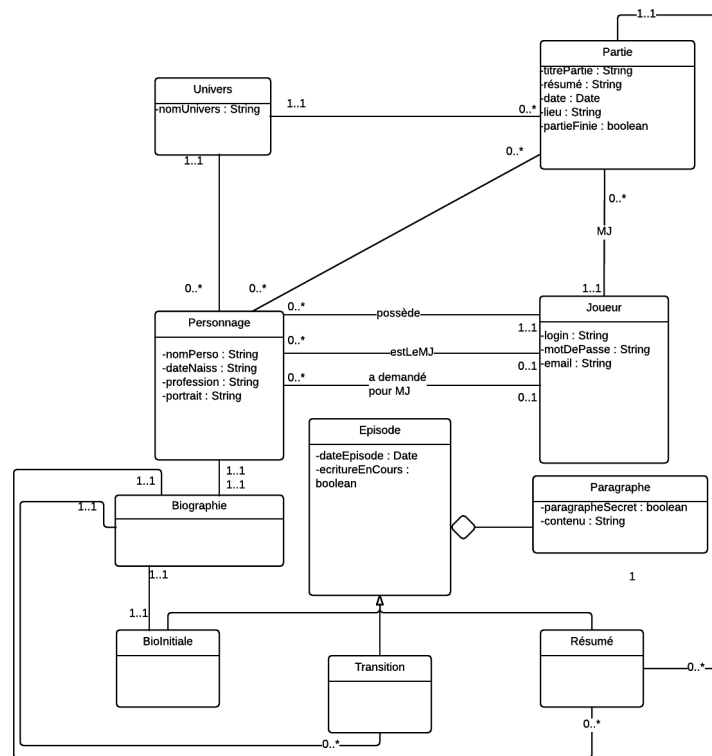 1..1
Partie
-titrePartie : String
-résumé : String
-date : Date
-lieu : String
-partieFinie : boolean
Univers
-nomUnivers : String
1..1
0..*
1..1
0..*
0..*
MJ
0..*
0..*
1..1
Personnage
-nomPerso : String
-dateNaiss : String
-profession : String
-portrait : String
0..*
possède
1..1
0..*
estLeMJ
0..1
0..*
a demandé
pour MJ
0..1
Joueur
-login : String
-motDePasse : String
-email : String
Episode
-dateEpisode : Date
-ecritureEnCours :
boolean
1..1
1..1
1..1
1..1
Biographie
Paragraphe
-paragrapheSecret : boolean
-contenu : String
1
1..1
1..1
BioInitiale
Transition
Résumé
0..*
0..*
0..*